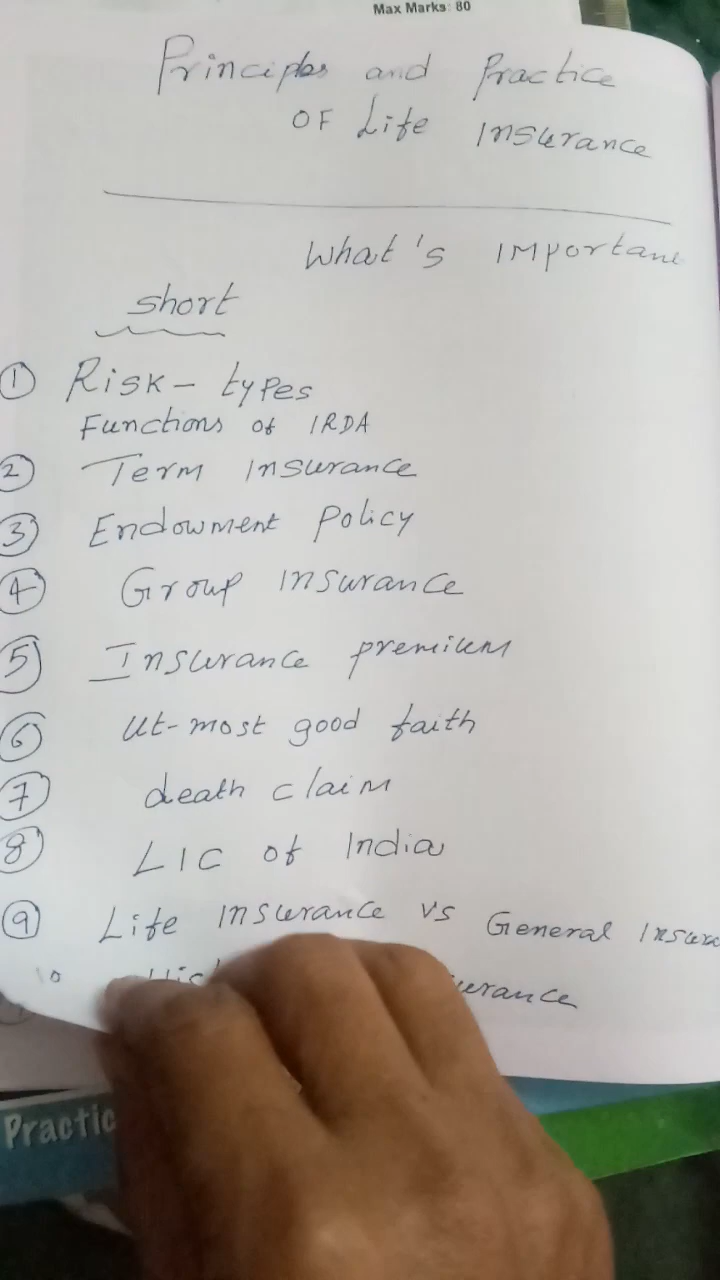 Max Marks: 80
Principles and Practice
OF Life Insurance
What's Important
short
① Risk - types
Functions of IRDA
② Term Insurance
③ Endowment Policy
④ Group Insurance
⑤ Insurance premium
⑥ Ut-most good faith
⑦ death claim
⑧ LIC of India
⑨ Life Insurance vs General Insura
10
Practic